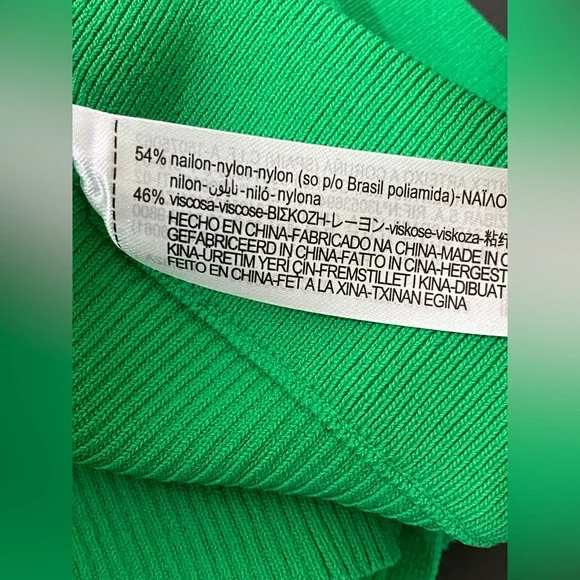 54% nailon-nylon-nylon (so p/o Brasil poliamida)-ΝΑΪΛΟ
nilon-نايلون-niló-nylona
46% viscosa-viscose-ΒΙΣΚΟΖΗ-レーヨン-viskose-viskoza-粘纤
HECHO EN CHINA-FABRICADO NA CHINA-MADE IN C
GEFABRICEERD IN CHINA-FATTO IN CINA-HERGEST
KINA-ÜRETİM YERİ ÇİN-FREMSTILLET I KINA-DIBUAT
FEITO EN CHINA-FET A LA XINA-TXINAN EGINA